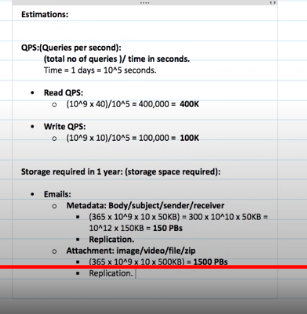 Estimations:
QPS:(Queries per second):
(total no of queries )/ time in seconds.
Time = 1 days = 10^5 seconds.
• Read QPS:
o (10^9 x 40)/10^5 = 400,000 = 400K
• Write QPS:
o (10^9 x 10)/10^5 = 100,000 = 100K
Storage required in 1 year: (storage space required):
• Emails:
o Metadata: Body/subject/sender/receiver
▪ (365 x 10^9 x 10 x 50KB) = 300 x 10^10 x 50KB =
10^12 x 150KB = 150 PBs
▪ Replication.
o Attachment: image/video/file/zip
▪ (365 x 10^9 x 10 x 500KB) = 1500 PBs
▪ Replication.